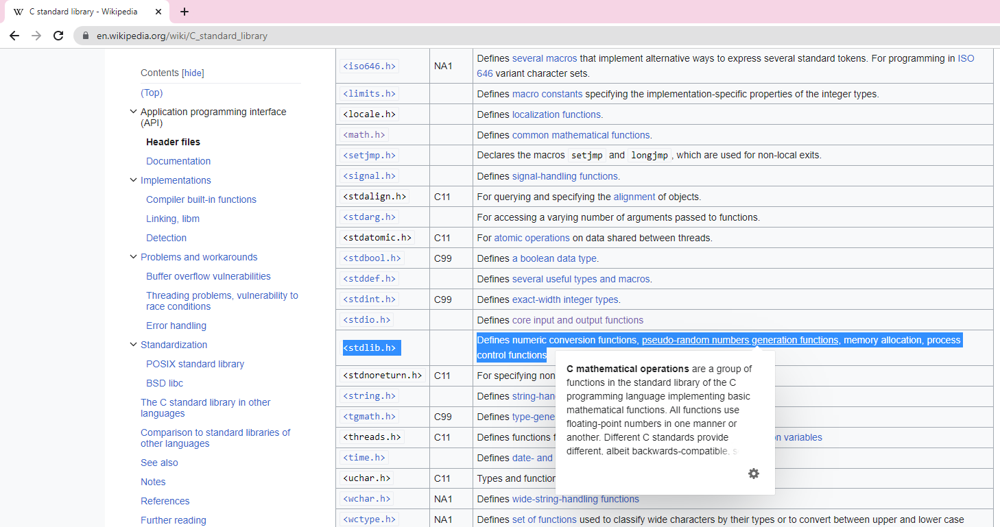 C standard library - Wikipedia
en.wikipedia.org/wiki/C_standard_library
Contents [hide]
(Top)
Application programming interface
(API)
Header files
Documentation
Implementations
Compiler built-in functions
Linking, libm
Detection
Problems and workarounds
Buffer overflow vulnerabilities
Threading problems, vulnerability to
race conditions
Error handling
Standardization
POSIX standard library
BSD libc
The C standard library in other
languages
Comparison to standard libraries of
other languages
See also
Notes
References
Further reading
<iso646.h> NA1 Defines several macros that implement alternative ways to express several standard tokens. For programming in ISO
646 variant character sets.
<limits.h> Defines macro constants specifying the implementation-specific properties of the integer types.
<locale.h> Defines localization functions.
<math.h> Defines common mathematical functions.
<setjmp.h> Declares the macros setjmp and longjmp, which are used for non-local exits.
<signal.h> Defines signal-handling functions.
<stdalign.h> C11 For querying and specifying the alignment of objects.
<stdarg.h> For accessing a varying number of arguments passed to functions.
<stdatomic.h> C11 For atomic operations on data shared between threads.
<stdbool.h> C99 Defines a boolean data type.
<stddef.h> Defines several useful types and macros.
<stdint.h> C99 Defines exact-width integer types.
<stdio.h> Defines core input and output functions
<stdlib.h> Defines numeric conversion functions, pseudo-random numbers generation functions, memory allocation, process
control functions
<stdnoreturn.h> C11 For specifying non
<string.h> Defines string-han
<tgmath.h> C99 Defines type-gene
<threads.h> C11 Defines functions f n variables
<time.h> Defines date- and
<uchar.h> C11 Types and function
<wchar.h> NA1 Defines wide-string-handling functions
<wctype.h> NA1 Defines set of functions used to classify wide characters by their types or to convert between upper and lower case
C mathematical operations are a group of
functions in the standard library of the C
programming language implementing basic
mathematical functions. All functions use
floating-point numbers in one manner or
another. Different C standards provide
different, albeit backwards-compatible, s